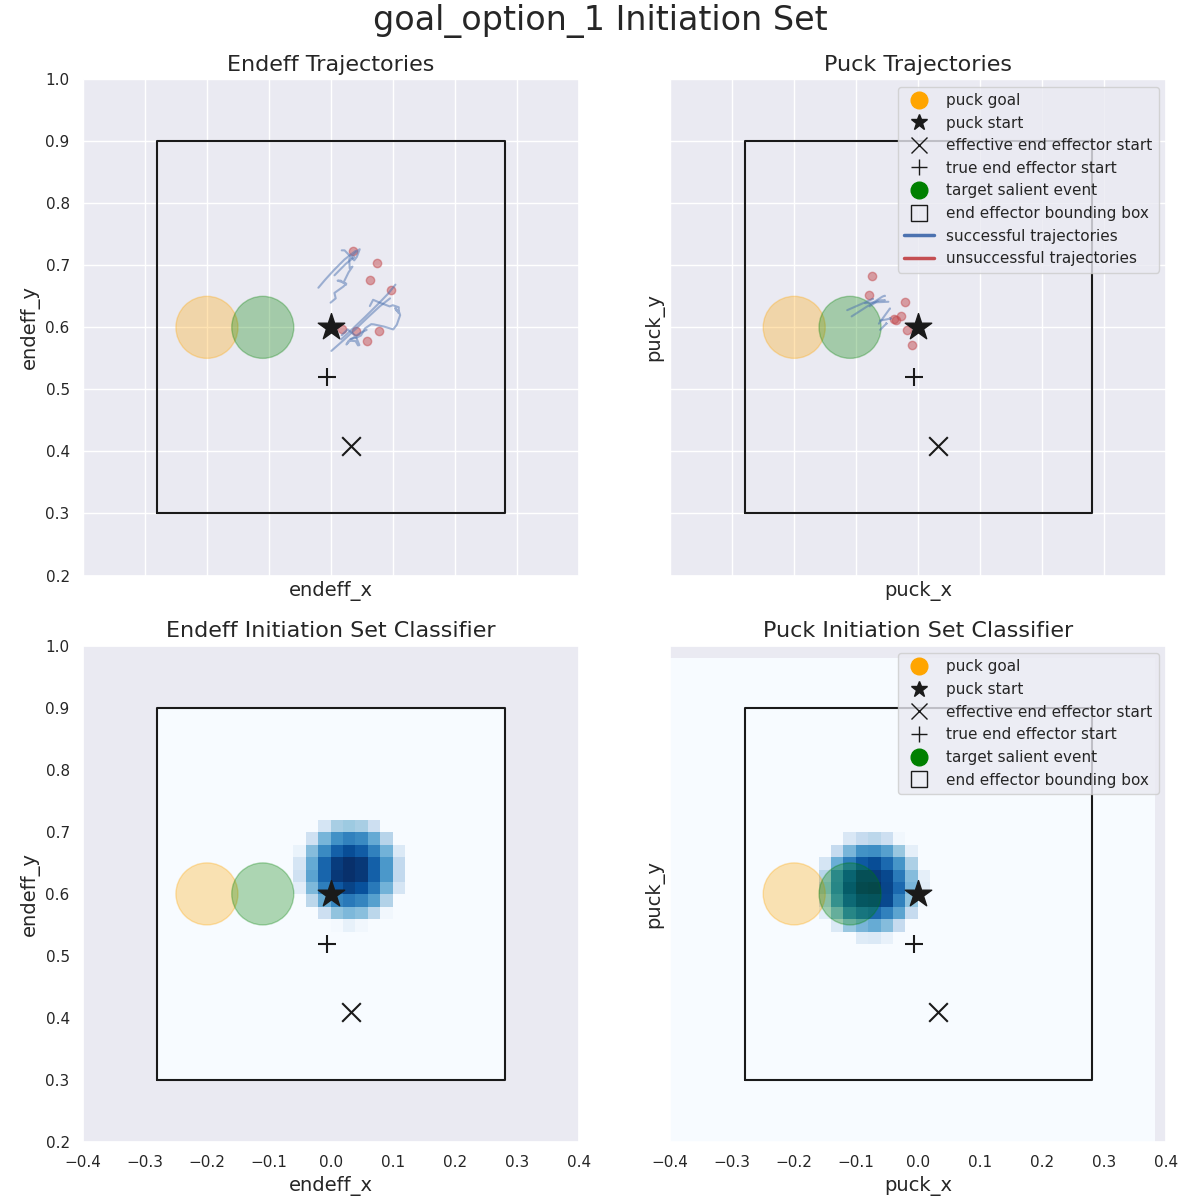 goal_option_1 Initiation Set
Endeff Trajectories
Puck Trajectories
1.0
0.9
0.8
0.7
0.6
0.5
0.4
0.3
0.2
endeff_y
endeff_x
puck goal
puck start
effective end effector start
true end effector start
target salient event
end effector bounding box
successful trajectories
unsuccessful trajectories
puck_y
puck_x
Endeff Initiation Set Classifier
Puck Initiation Set Classifier
1.0
0.9
0.8
0.7
0.6
0.5
0.4
0.3
0.2
endeff_y
-0.4 -0.3 -0.2 -0.1 0.0 0.1 0.2 0.3 0.4
endeff_x
puck goal
puck start
effective end effector start
true end effector start
target salient event
end effector bounding box
puck_y
-0.4 -0.3 -0.2 -0.1 0.0 0.1 0.2 0.3 0.4
puck_x